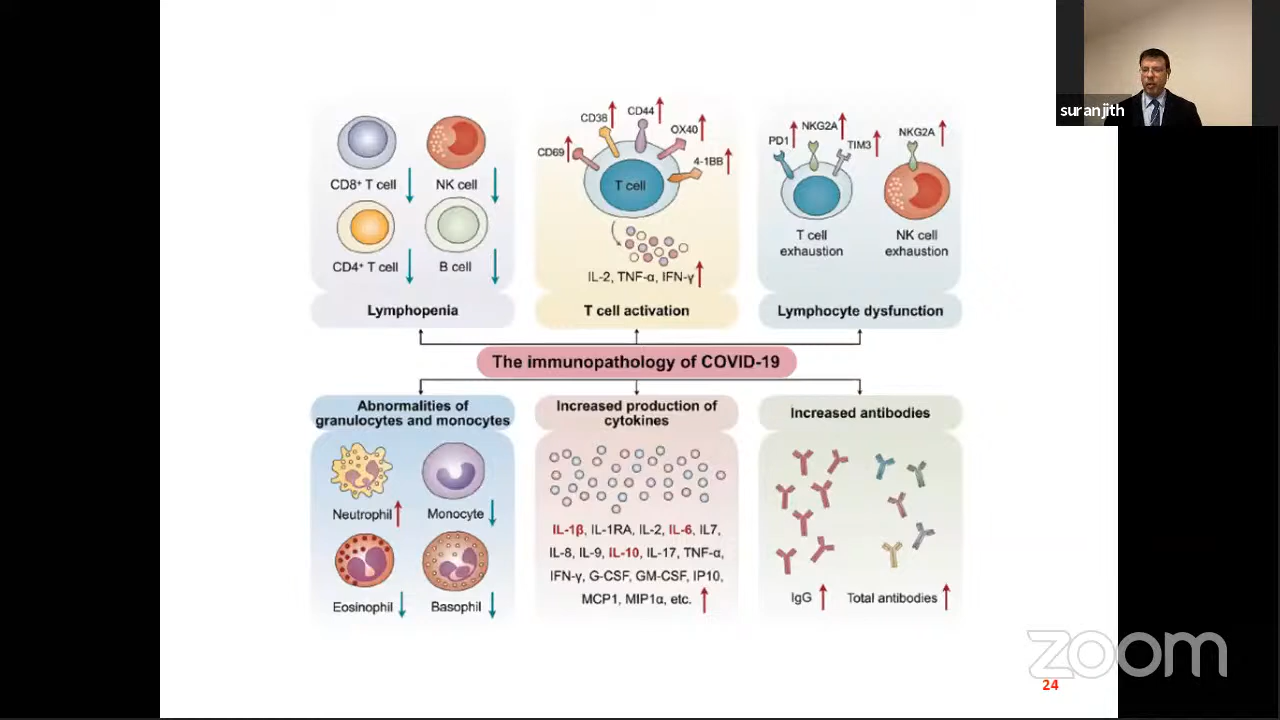 suranjith
CD8⁺ T cell
NK cell
CD4⁺ T cell
B cell
Lymphopenia
CD69
CD38
CD44
OX40
4-1BB
T cell
IL-2, TNF-α, IFN-γ
T cell activation
PD1
NKG2A
TIM3
NKG2A
T cell
exhaustion
NK cell
exhaustion
Lymphocyte dysfunction
The immunopathology of COVID-19
Abnormalities of
granulocytes and monocytes
Neutrophil
Monocyte
Eosinophil
Basophil
Increased production of
cytokines
IL-1β, IL-1RA, IL-2, IL-6, IL7,
IL-8, IL-9, IL-10, IL-17, TNF-α,
IFN-γ, G-CSF, GM-CSF, IP10,
MCP1, MIP1α, etc.
Increased antibodies
IgG
Total antibodies
zoom
24